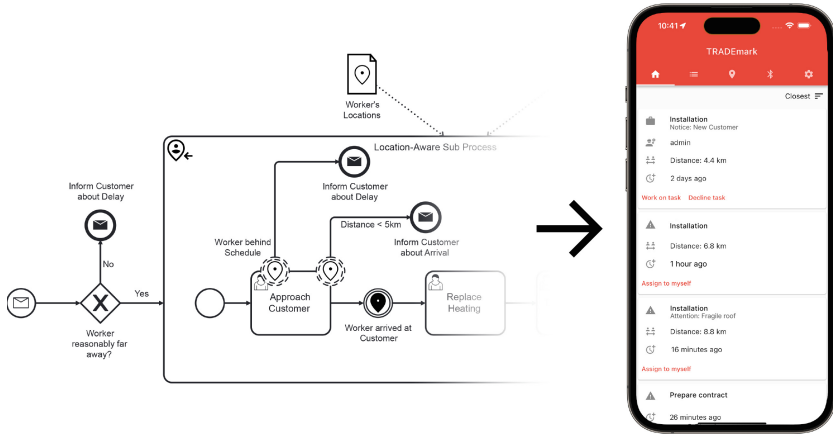 Worker's
Locations
Location-Aware Sub Process
Inform Customer
about Delay
Inform Customer
about Delay
No
Yes
Worker
reasonably far
away?
Worker behind
Schedule
Distance < 5km
Inform Customer
about Arrival
Approach
Customer
Worker arrived at
Customer
Replace
Heating
10:41
TRADEmark
Closest
Installation
Notice: New Customer
admin
Distance: 4.4 km
2 days ago
Work on task Decline task
Installation
Distance: 6.8 km
1 hour ago
Assign to myself
Installation
Attention: Fragile roof
Distance: 8.8 km
16 minutes ago
Assign to myself
Prepare contract
26 minutes ago